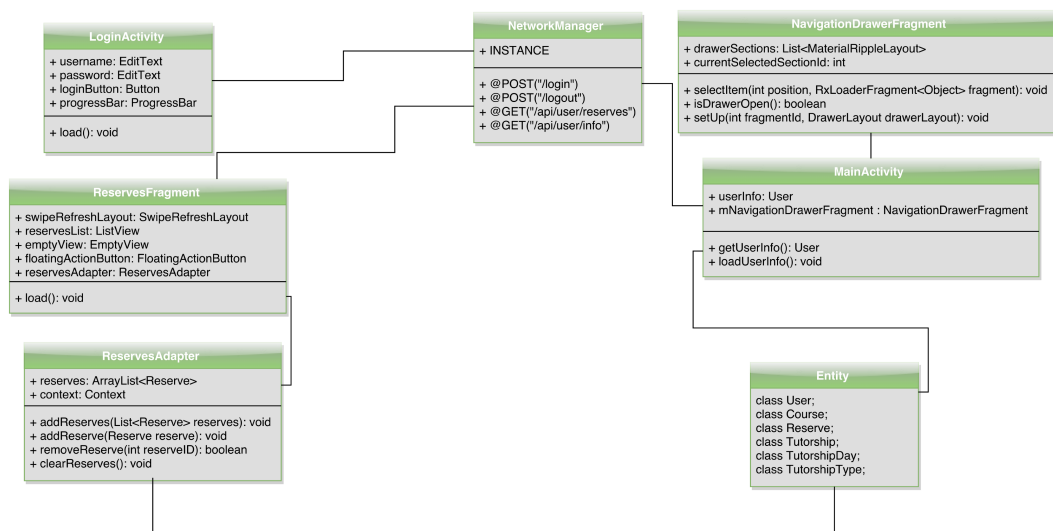 LoginActivity
+ username: EditText
+ password: EditText
+ loginButton: Button
+ progressBar: ProgressBar
+ load(): void
NetworkManager
+ INSTANCE
+ @POST("/login")
+ @POST("/logout")
+ @GET("/api/user/reserves")
+ @GET("/api/user/info")
NavigationDrawerFragment
+ drawerSections: List<MaterialRippleLayout>
+ currentSelectedSectionId: int
+ selectItem(int position, RxLoaderFragment<Object> fragment): void
+ isDrawerOpen(): boolean
+ setUp(int fragmentId, DrawerLayout drawerLayout): void
MainActivity
+ userInfo: User
+ mNavigationDrawerFragment : NavigationDrawerFragment
+ getUserInfo(): User
+ loadUserInfo(): void
ReservesFragment
+ swipeRefreshLayout: SwipeRefreshLayout
+ reservesList: ListView
+ emptyView: EmptyView
+ floatingActionButton: FloatingActionButton
+ reservesAdapter: ReservesAdapter
+ load(): void
ReservesAdapter
+ reserves: ArrayList<Reserve>
+ context: Context
+ addReserves(List<Reserve> reserves): void
+ addReserve(Reserve reserve): void
+ removeReserve(int reserveID): boolean
+ clearReserves(): void
Entity
class User;
class Course;
class Reserve;
class Tutorship;
class TutorshipDay;
class TutorshipType;